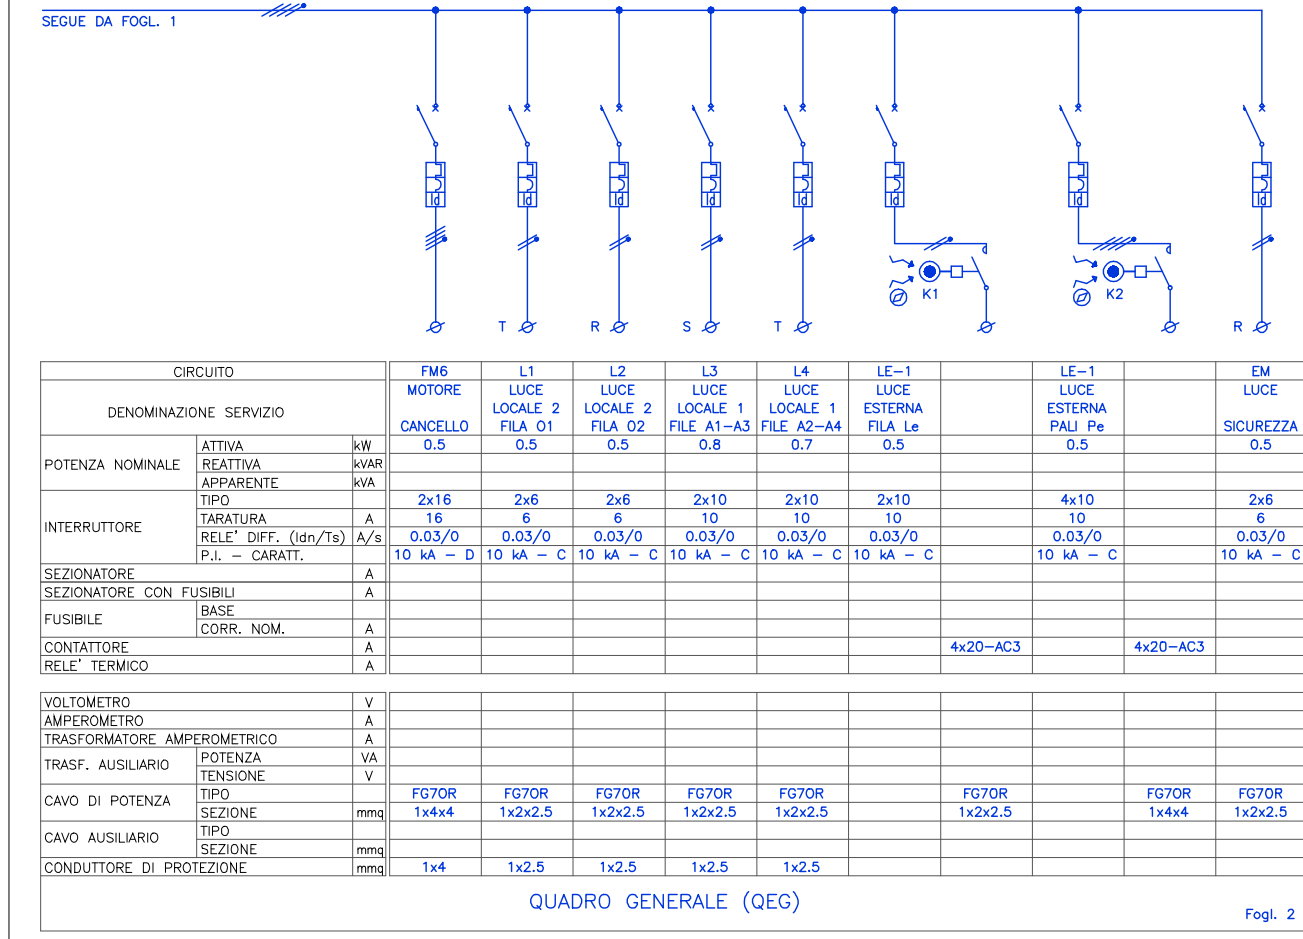 SEGUE DA FOGL. 1
Id Id Id Id Id Id Id Id
K1 K2
T R S T R
CIRCUITO FM6 L1 L2 L3 L4 LE-1 LE-1 EM
DENOMINAZIONE SERVIZIO
MOTORE LUCE LUCE LUCE LUCE LUCE LUCE LUCE
LOCALE 2 LOCALE 2 LOCALE 1 LOCALE 1 ESTERNA ESTERNA
CANCELLO FILA 01 FILA 02 FILE A1-A3 FILE A2-A4 FILA Le PALI Pe SICUREZZA
POTENZA NOMINALE
ATTIVA kW 0.5 0.5 0.5 0.8 0.7 0.5 0.5 0.5
REATTIVA kVAR
APPARENTE kVA
INTERRUTTORE
TIPO 2x16 2x6 2x6 2x10 2x10 2x10 4x10 2x6
TARATURA A 16 6 6 10 10 10 10 6
RELE' DIFF. (Idn/Ts) A/s 0.03/0 0.03/0 0.03/0 0.03/0 0.03/0 0.03/0 0.03/0 0.03/0
P.I. - CARATT. 10 kA - D 10 kA - C 10 kA - C 10 kA - C 10 kA - C 10 kA - C 10 kA - C 10 kA - C
SEZIONATORE A
SEZIONATORE CON FUSIBILI A
FUSIBILE
BASE
CORR. NOM. A
CONTATTORE A 4x20-AC3 4x20-AC3
RELE' TERMICO A
VOLTOMETRO V
AMPEROMETRO A
TRASFORMATORE AMPEROMETRICO A
TRASF. AUSILIARIO
POTENZA VA
TENSIONE V
CAVO DI POTENZA
TIPO FG7OR FG7OR FG7OR FG7OR FG7OR FG7OR FG7OR FG7OR
SEZIONE mmq 1x4x4 1x2x2.5 1x2x2.5 1x2x2.5 1x2x2.5 1x2x2.5 1x4x4 1x2x2.5
CAVO AUSILIARIO
TIPO
SEZIONE mmq
CONDUTTORE DI PROTEZIONE mmq 1x4 1x2.5 1x2.5 1x2.5 1x2.5
QUADRO GENERALE (QEG)
Fogl. 2